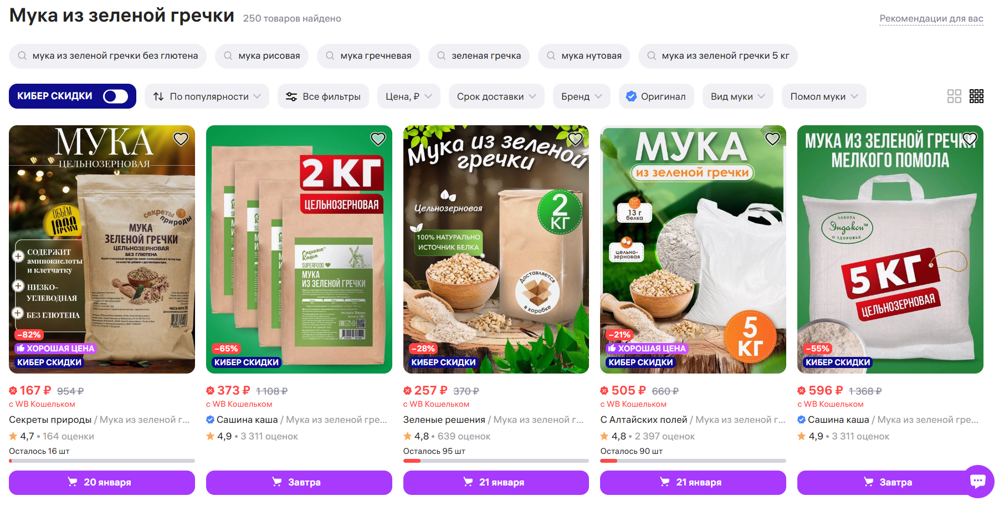 Мука из зеленой гречки 250 товаров найдено
Рекомендации для вас
мука из зеленой гречки без глютена
мука рисовая
мука гречневая
зеленая гречка
мука нутовая
мука из зеленой гречки 5 кг
КИБЕР СКИДКИ
По популярности
Все фильтры
Цена, ₽
Срок доставки
Бренд
Оригинал
Вид муки
Помол муки
МУКА
ЦЕЛЬНОЗЕРНОВАЯ
ОБЪЁМ
1000
ГРАММ
секреты
природы
МУКА
ЗЕЛЕНОЙ ГРЕЧКИ
ЦЕЛЬНОЗЕРНОВАЯ
БЕЗ ГЛЮТЕНА
СОДЕРЖИТ
аминокислоты
и клетчатку
НИЗКО-
УГЛЕВОДНАЯ
БЕЗ ГЛЮТЕНА
−82%
ХОРОШАЯ ЦЕНА
КИБЕР СКИДКИ
2 КГ
ЦЕЛЬНОЗЕРНОВАЯ
Сашина
Каша
SUPERFOOD
МУКА
ИЗ ЗЕЛЕНОЙ ГРЕЧКИ
−65%
КИБЕР СКИДКИ
Мука из зеленой
гречки
Цельнозерновая
2
КГ
100% НАТУРАЛЬНО
ИСТОЧНИК БЕЛКА
Доставляется
в коробке
−28%
КИБЕР СКИДКИ
МУКА
из зеленой гречки
13 г
белка
цельно-
зерновая
5
КГ
−21%
ХОРОШАЯ ЦЕНА
КИБЕР СКИДКИ
МУКА ИЗ ЗЕЛЕНОЙ ГРЕЧКИ
МЕЛКОГО ПОМОЛА
ЗАБОТА
Эндакси™
О ЗДОРОВЬЕ
5 КГ
ЦЕЛЬНОЗЕРНОВАЯ
−55%
КИБЕР СКИДКИ
167 ₽ 954 ₽
с WB Кошельком
Секреты природы / Мука из зеленой г...
4,7 • 164 оценки
Осталось 16 шт
20 января
373 ₽ 1 108 ₽
с WB Кошельком
Сашина каша / Мука из зеленой гре...
4,9 • 3 311 оценок
Завтра
257 ₽ 370 ₽
с WB Кошельком
Зеленые решения / Мука из зеленой г...
4,8 • 639 оценок
Осталось 95 шт
21 января
505 ₽ 660 ₽
с WB Кошельком
С Алтайских полей / Мука из зеленой г...
4,8 • 2 397 оценок
Осталось 90 шт
21 января
596 ₽ 1 368 ₽
с WB Кошельком
Сашина каша / Мука из зеленой гре...
4,9 • 3 311 оценок
Завтра